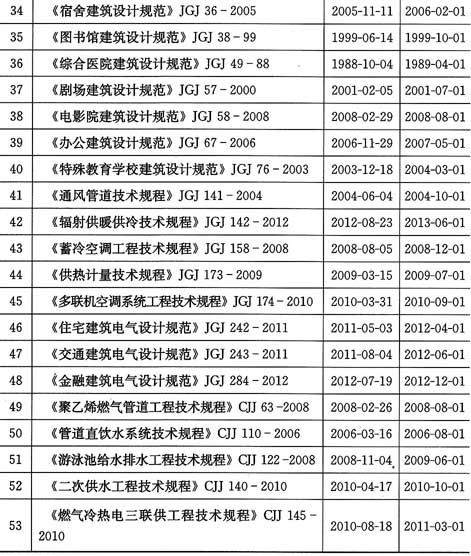 34 《宿舍建筑设计规范》JGJ 36-2005 2005-11-11 2006-02-01
35 《图书馆建筑设计规范》JGJ 38-99 1999-06-14 1999-10-01
36 《综合医院建筑设计规范》JGJ 49-88 1988-10-04 1989-04-01
37 《剧场建筑设计规范》JGJ 57-2000 2001-02-05 2001-07-01
38 《电影院建筑设计规范》JGJ 58-2008 2008-02-29 2008-08-01
39 《办公建筑设计规范》JGJ 67-2006 2006-11-29 2007-05-01
40 《特殊教育学校建筑设计规范》JGJ 76-2003 2003-12-18 2004-03-01
41 《通风管道技术规程》JGJ 141-2004 2004-06-04 2004-10-01
42 《辐射供暖供冷技术规程》JGJ 142-2012 2012-08-23 2013-06-01
43 《蓄冷空调工程技术规程》JGJ 158-2008 2008-08-05 2008-12-01
44 《供热计量技术规程》JGJ 173-2009 2009-03-15 2009-07-01
45 《多联机空调系统工程技术规程》JGJ 174-2010 2010-03-31 2010-09-01
46 《住宅建筑电气设计规范》JGJ 242-2011 2011-05-03 2012-04-01
47 《交通建筑电气设计规范》JGJ 243-2011 2011-08-04 2012-06-01
48 《金融建筑电气设计规范》JGJ 284-2012 2012-07-19 2012-12-01
49 《聚乙烯燃气管道工程技术规程》CJJ 63-2008 2008-02-26 2008-08-01
50 《管道直饮水系统技术规程》CJJ 110-2006 2006-03-16 2006-08-01
51 《游泳池给水排水工程技术规程》CJJ 122-2008 2008-11-04 2009-06-01
52 《二次供水工程技术规程》CJJ 140-2010 2010-04-17 2010-10-01
53 《燃气冷热电三联供工程技术规程》CJJ 145-
2010 2010-08-18 2011-03-01